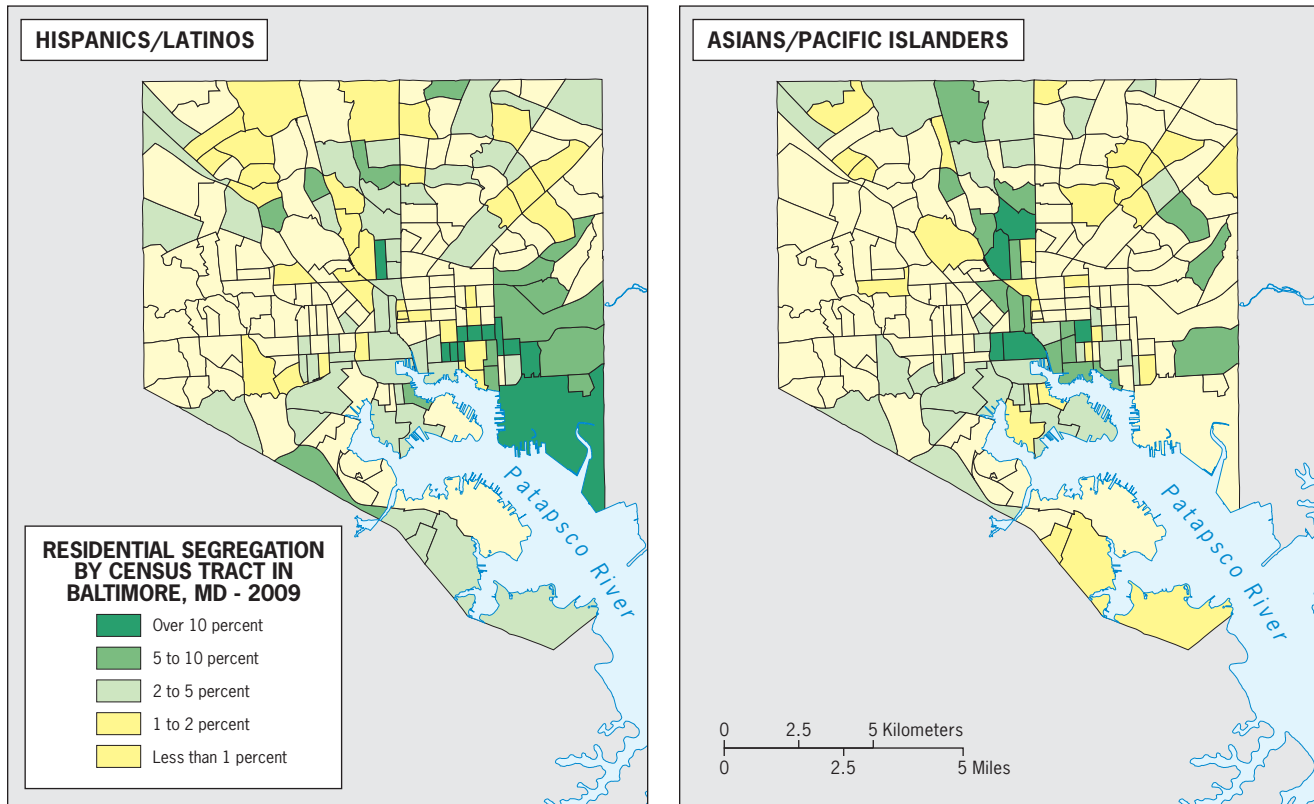 HISPANICS/LATINOS
Patapsco River
RESIDENTIAL SEGREGATION
BY CENSUS TRACT IN
BALTIMORE, MD - 2009
Over 10 percent
5 to 10 percent
2 to 5 percent
1 to 2 percent
Less than 1 percent
ASIANS/PACIFIC ISLANDERS
Patapsco River
0 2.5 5 Kilometers
0 2.5 5 Miles